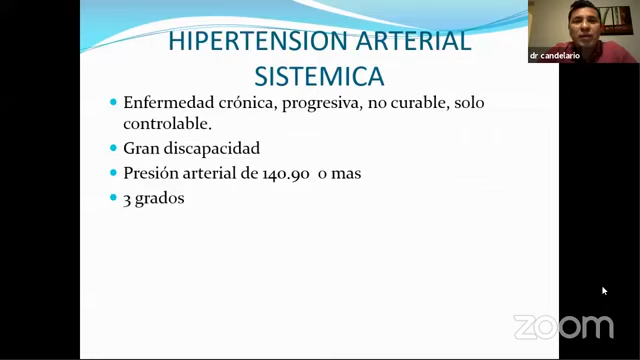 HIPERTENSION ARTERIAL
SISTEMICA
Enfermedad crónica, progresiva, no curable, solo
controlable.
Gran discapacidad
Presión arterial de 140.90 o mas
3 grados
dr candelario
zoom